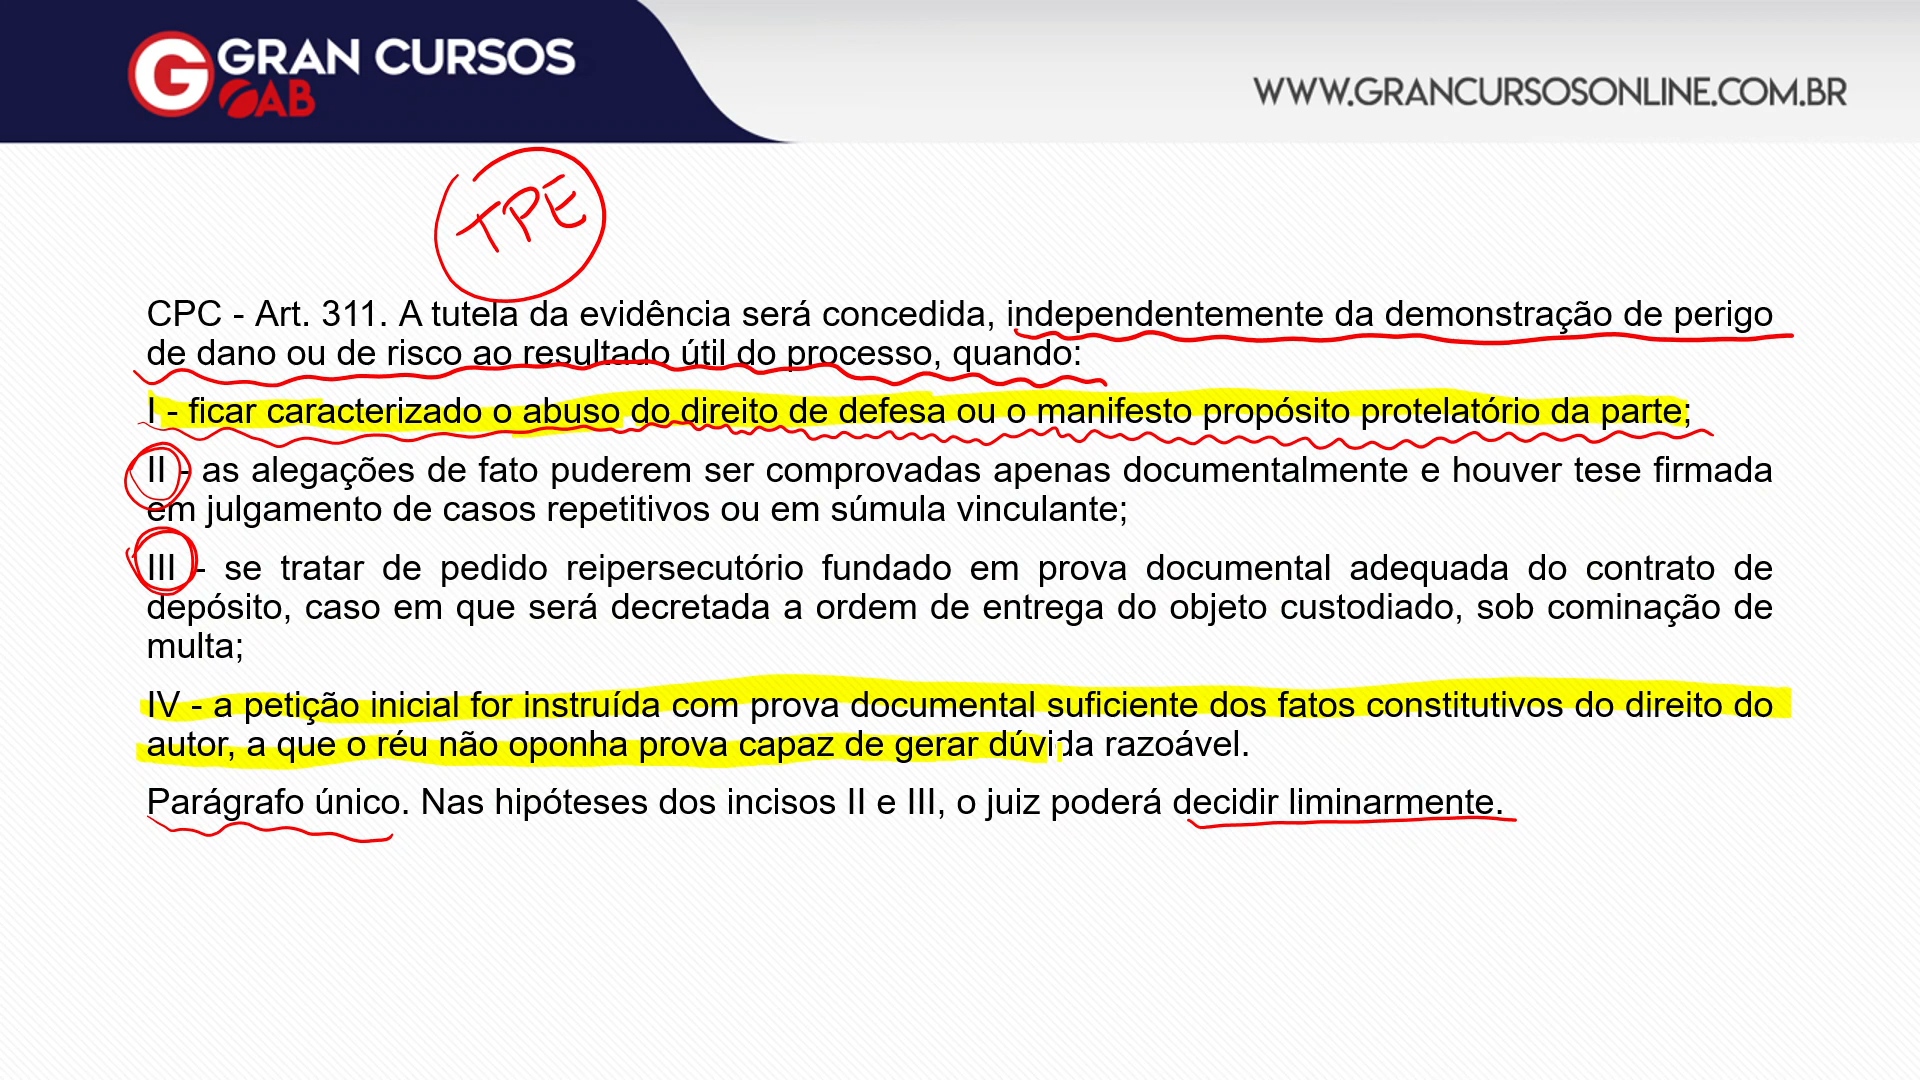 GRAN CURSOS
OAB
WWW.GRANCURSOSONLINE.COM.BR
TPE
CPC - Art. 311. A tutela da evidência será concedida, independentemente da demonstração de perigo
de dano ou de risco ao resultado útil do processo, quando:
I - ficar caracterizado o abuso do direito de defesa ou o manifesto propósito protelatório da parte;
II - as alegações de fato puderem ser comprovadas apenas documentalmente e houver tese firmada
em julgamento de casos repetitivos ou em súmula vinculante;
III - se tratar de pedido reipersecutório fundado em prova documental adequada do contrato de
depósito, caso em que será decretada a ordem de entrega do objeto custodiado, sob cominação de
multa;
IV - a petição inicial for instruída com prova documental suficiente dos fatos constitutivos do direito do
autor, a que o réu não oponha prova capaz de gerar dúvida razoável.
Parágrafo único. Nas hipóteses dos incisos II e III, o juiz poderá decidir liminarmente.